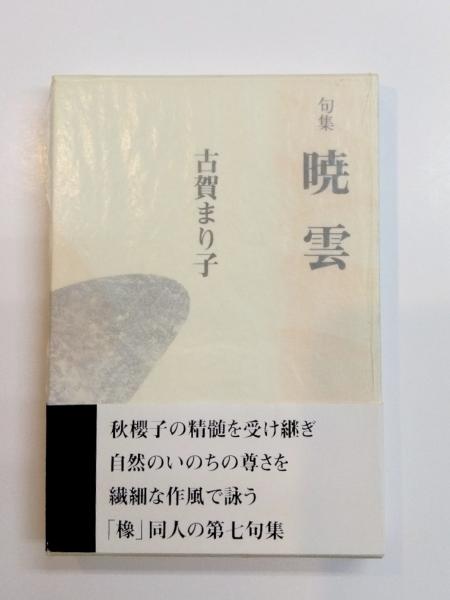 句集
暁雲
古賀まり子
秋櫻子の精髄を受け継ぎ
自然のいのちの尊さを
繊細な作風で詠う
「橡」同人の第七句集